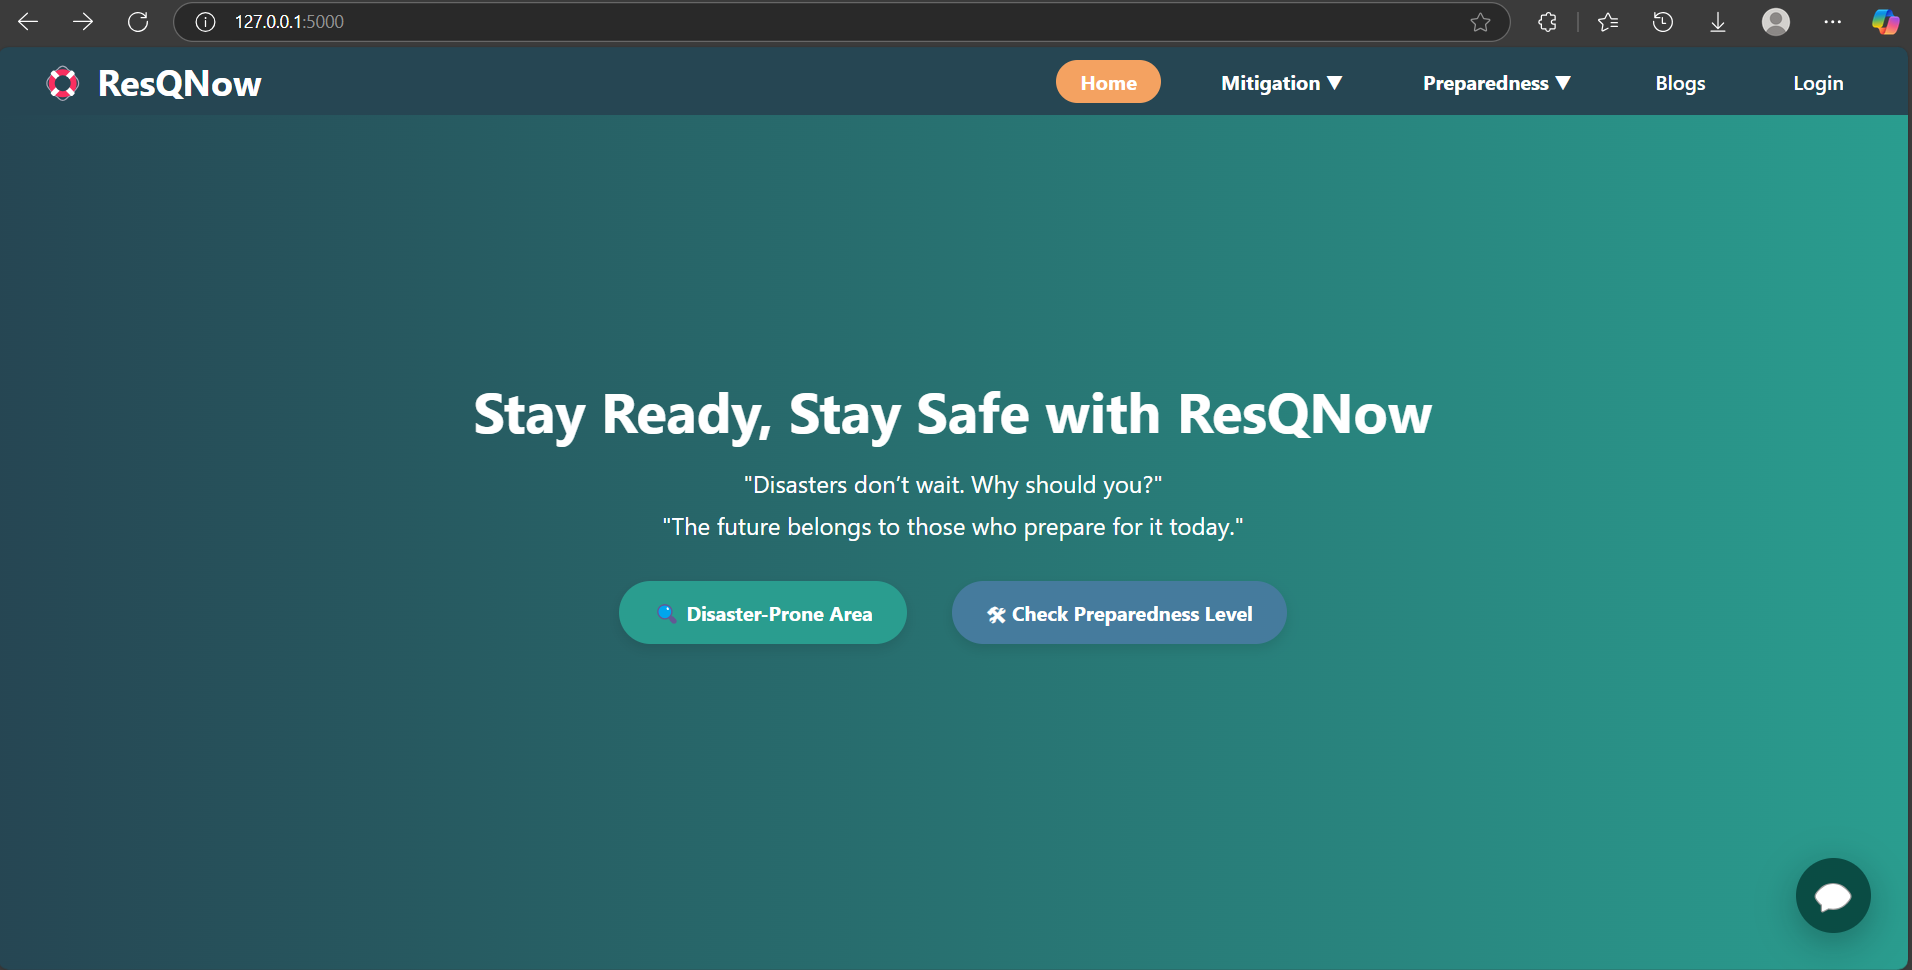 127.0.0.1:5000
ResQNow
Home
Mitigation ▼
Preparedness ▼
Blogs
Login
Stay Ready, Stay Safe with ResQNow
"Disasters don’t wait. Why should you?"
"The future belongs to those who prepare for it today."
🔍 Disaster-Prone Area
🛠 Check Preparedness Level